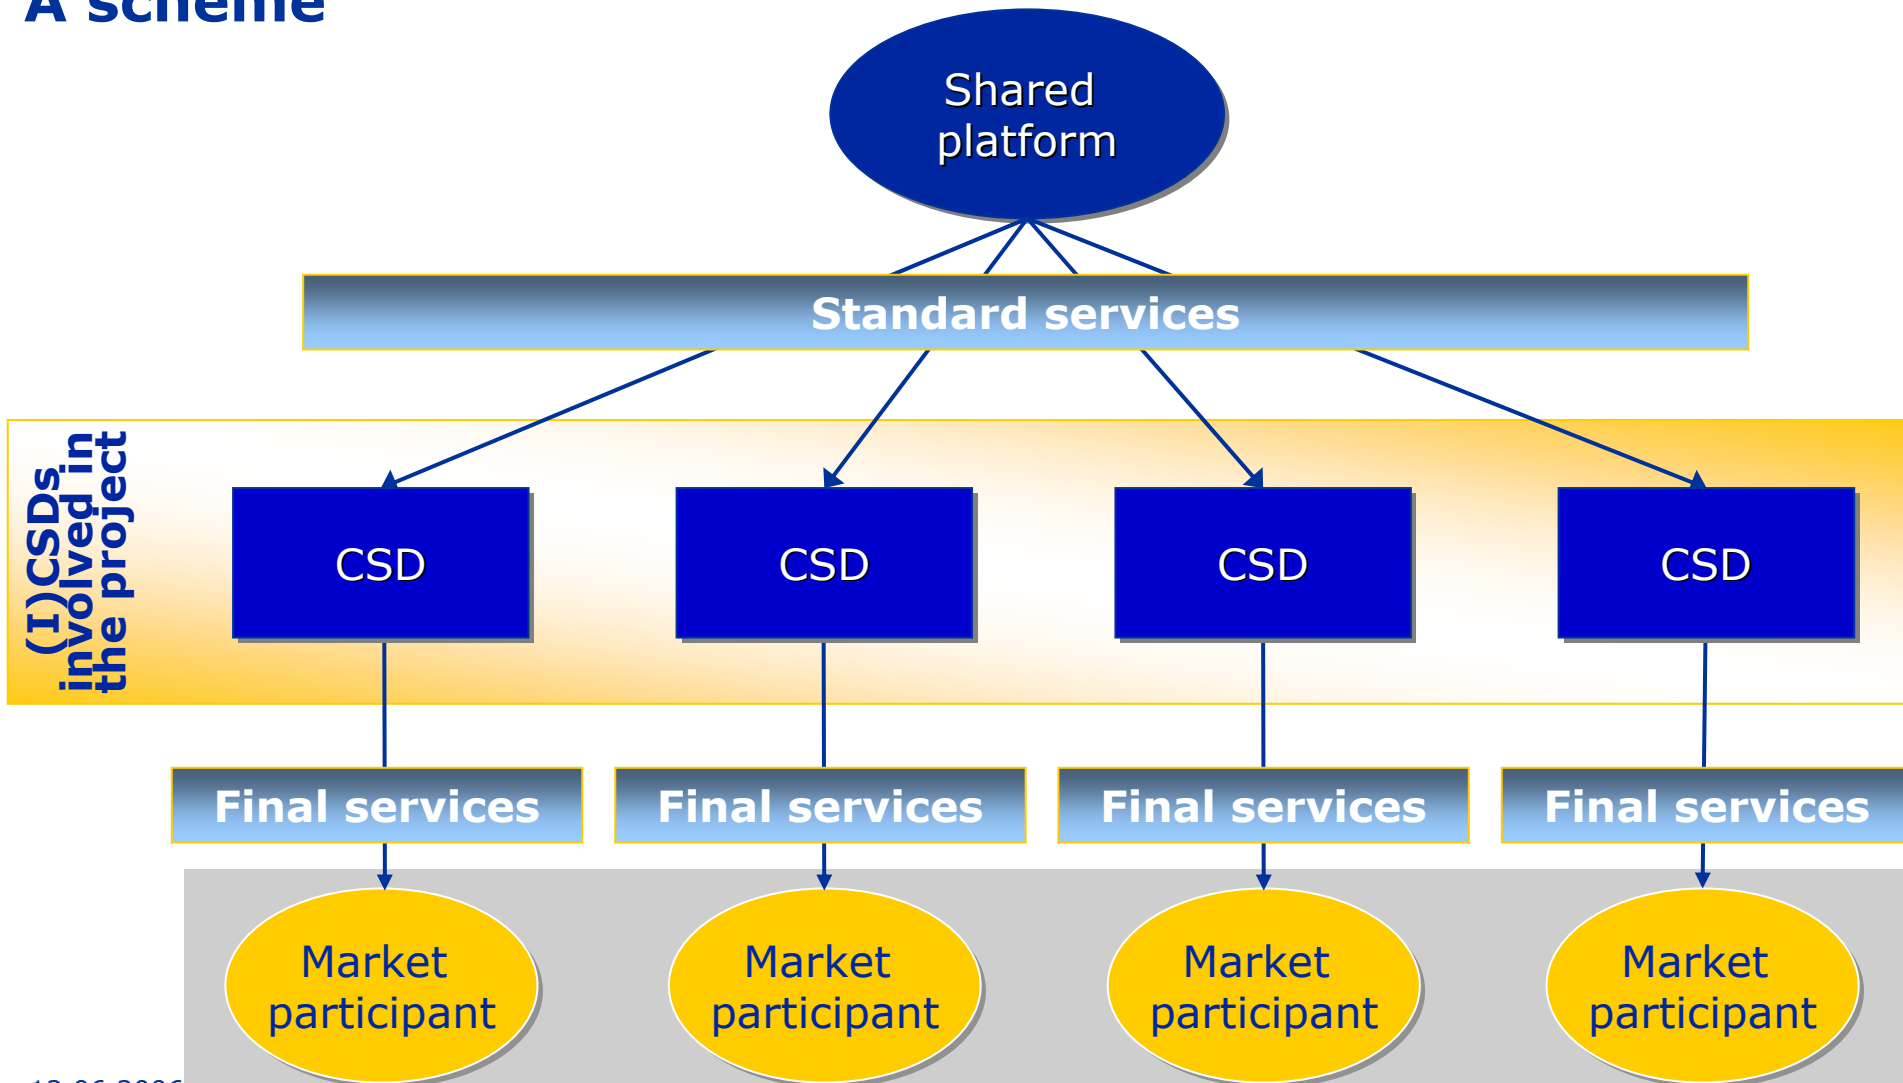 A scheme
Shared
platform
Standard services
(I)CSDs
involved in
the project
CSD
CSD
CSD
CSD
Final services
Final services
Final services
Final services
Market
participant
Market
participant
Market
participant
Market
participant